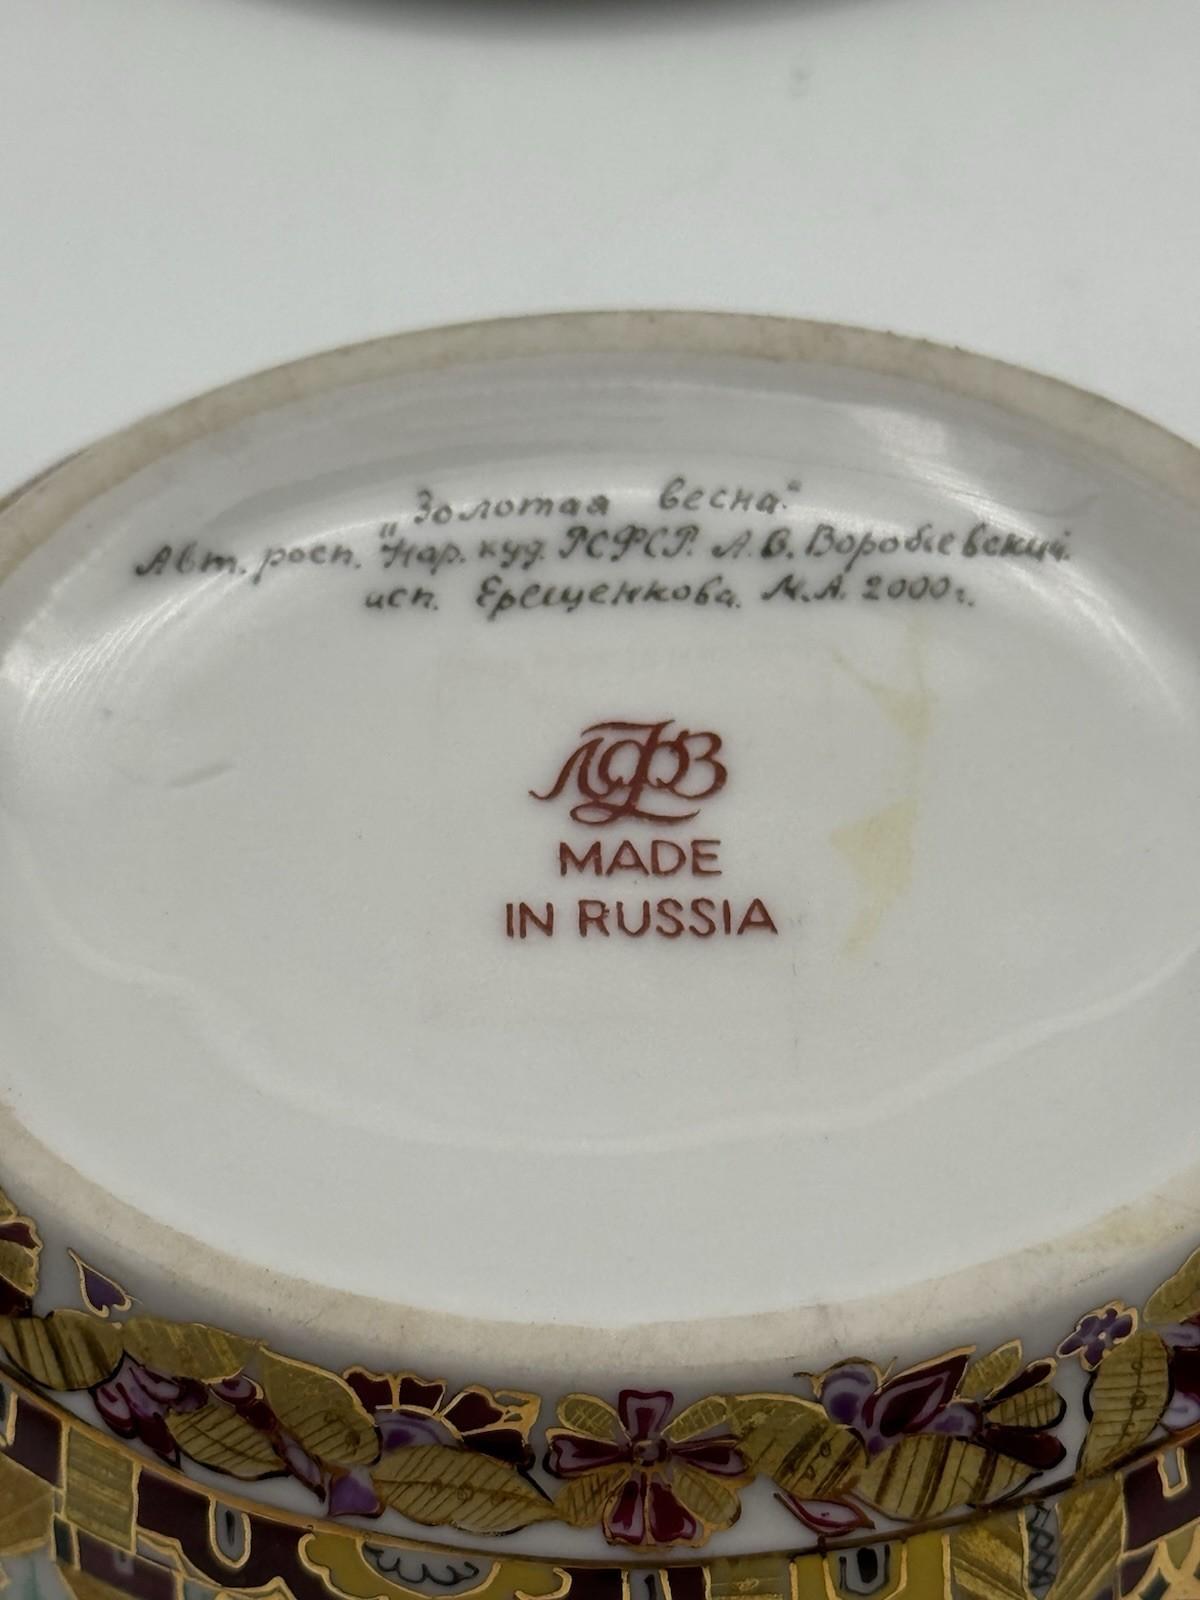 „Золотая весна“
Авт. росп. Нар. худ. РСФСР. А.В. Воробьевский.
исп. Ерещенкова. М.А. 2000г.
ЛФЗ
MADE
IN RUSSIA